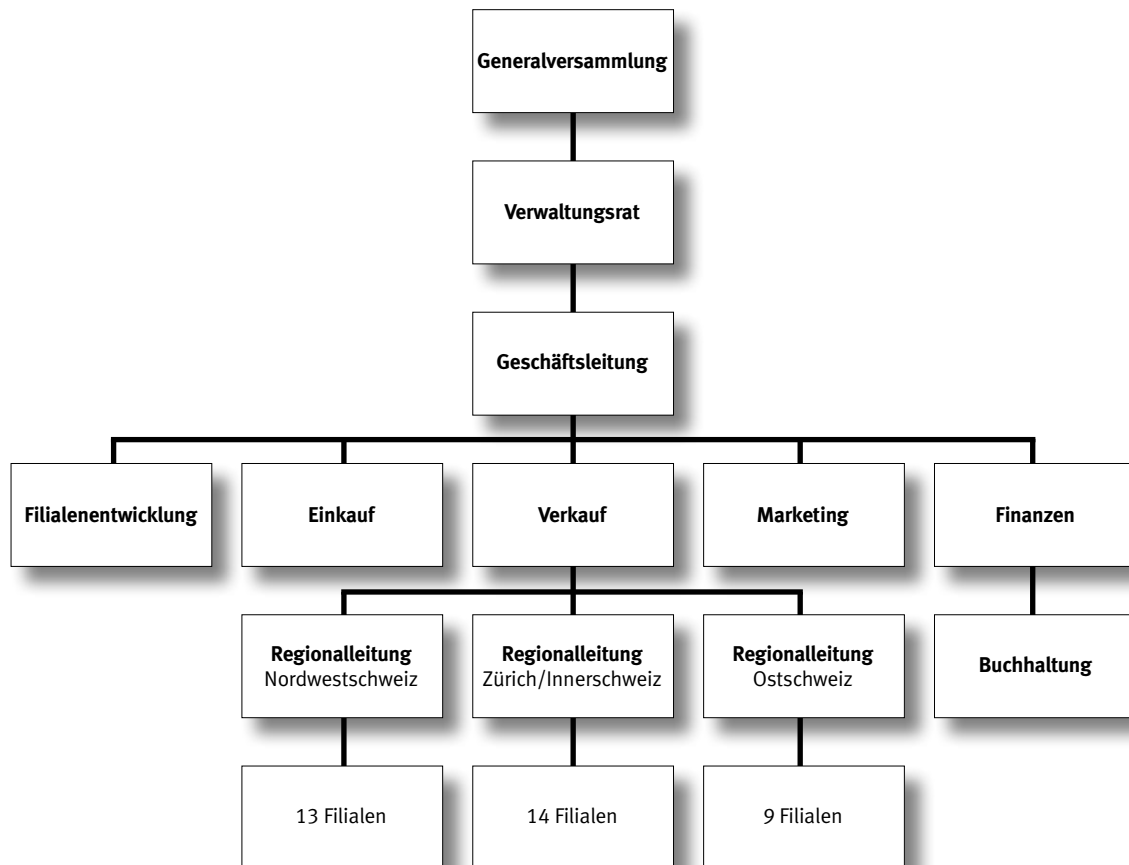 Generalversammlung
Verwaltungsrat
Geschäftsleitung
Filialenentwicklung
Einkauf
Verkauf
Marketing
Finanzen
Regionalleitung
Nordwestschweiz
Regionalleitung
Zürich/Innerschweiz
Regionalleitung
Ostschweiz
Buchhaltung
13 Filialen
14 Filialen
9 Filialen